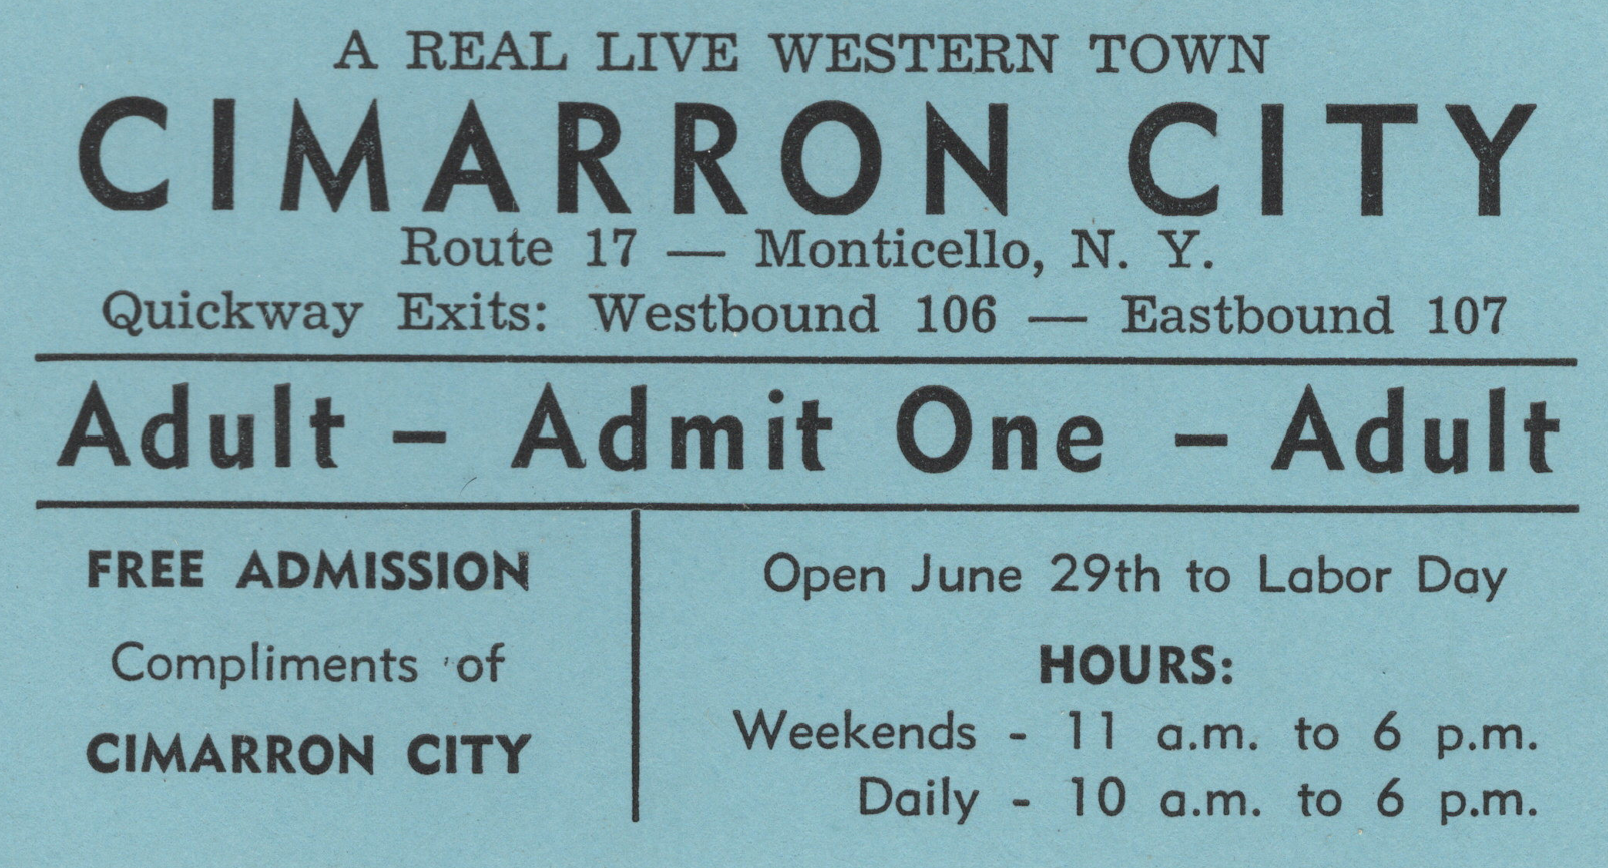 A REAL LIVE WESTERN TOWN
CIMARRON CITY
Route 17 — Monticello, N. Y.
Quickway Exits: Westbound 106 — Eastbound 107
Adult – Admit One – Adult
FREE ADMISSION
Compliments of
CIMARRON CITY
Open June 29th to Labor Day
HOURS:
Weekends - 11 a.m. to 6 p.m.
Daily - 10 a.m. to 6 p.m.